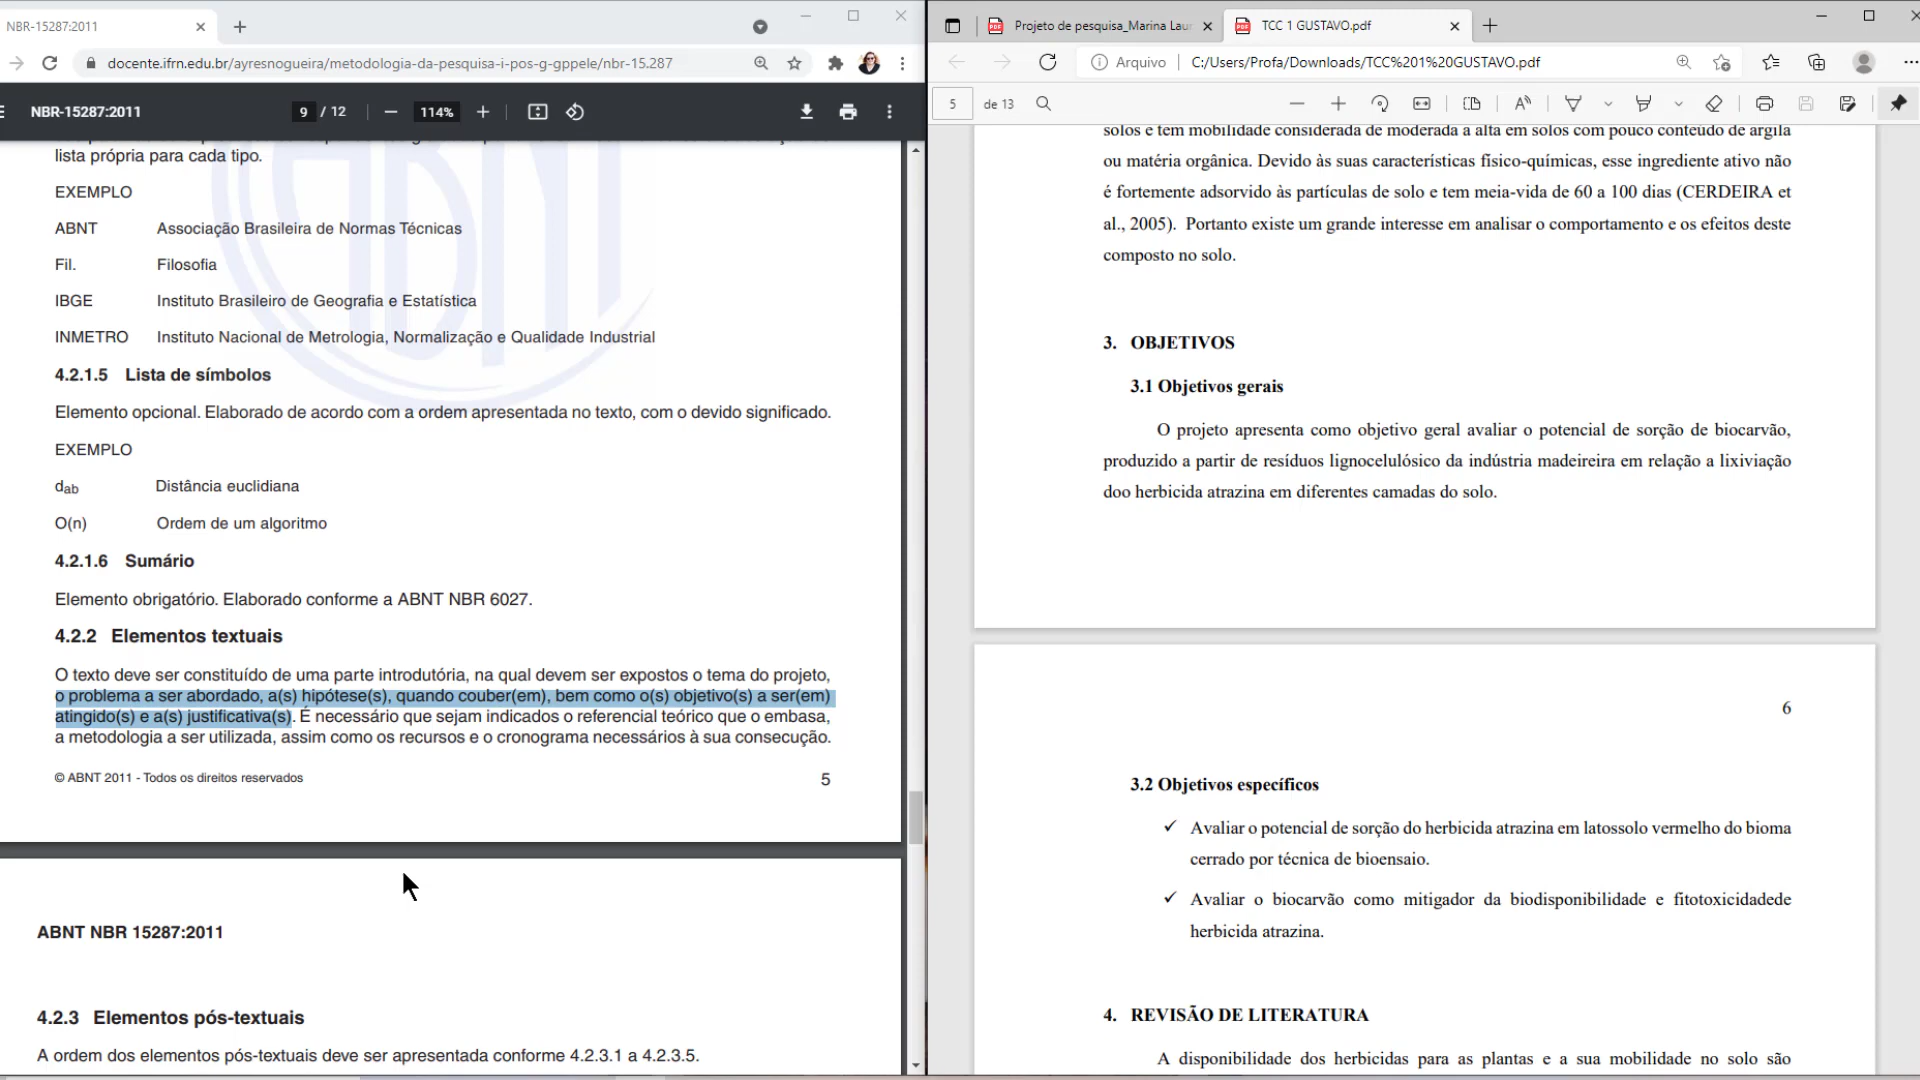 NBR-15287:2011
docente.ifrn.edu.br/ayresnogueira/metodologia-da-pesquisa-i-pos-g-gppele/nbr-15.287
NBR-15287:2011
9 / 12
114%
lista própria para cada tipo.
EXEMPLO
ABNT Associação Brasileira de Normas Técnicas
Fil. Filosofia
IBGE Instituto Brasileiro de Geografia e Estatística
INMETRO Instituto Nacional de Metrologia, Normalização e Qualidade Industrial
4.2.1.5 Lista de símbolos
Elemento opcional. Elaborado de acordo com a ordem apresentada no texto, com o devido significado.
EXEMPLO
dab Distância euclidiana
O(n) Ordem de um algoritmo
4.2.1.6 Sumário
Elemento obrigatório. Elaborado conforme a ABNT NBR 6027.
4.2.2 Elementos textuais
O texto deve ser constituído de uma parte introdutória, na qual devem ser expostos o tema do projeto,
o problema a ser abordado, a(s) hipótese(s), quando couber(em), bem como o(s) objetivo(s) a ser(em)
atingido(s) e a(s) justificativa(s). É necessário que sejam indicados o referencial teórico que o embasa,
a metodologia a ser utilizada, assim como os recursos e o cronograma necessários à sua consecução.
© ABNT 2011 - Todos os direitos reservados
5
ABNT NBR 15287:2011
4.2.3 Elementos pós-textuais
A ordem dos elementos pós-textuais deve ser apresentada conforme 4.2.3.1 a 4.2.3.5.
Projeto de pesquisa_Marina Lau
TCC 1 GUSTAVO.pdf
Arquivo
C:/Users/Profa/Downloads/TCC%201%20GUSTAVO.pdf
5 de 13
solos e tem mobilidade considerada de moderada a alta em solos com pouco conteúdo de argila
ou matéria orgânica. Devido às suas características físico-químicas, esse ingrediente ativo não
é fortemente adsorvido às partículas de solo e tem meia-vida de 60 a 100 dias (CERDEIRA et
al., 2005). Portanto existe um grande interesse em analisar o comportamento e os efeitos deste
composto no solo.
3. OBJETIVOS
3.1 Objetivos gerais
O projeto apresenta como objetivo geral avaliar o potencial de sorção de biocarvão,
produzido a partir de resíduos lignocelulósico da indústria madeireira em relação a lixiviação
doo herbicida atrazina em diferentes camadas do solo.
6
3.2 Objetivos específicos
✓ Avaliar o potencial de sorção do herbicida atrazina em latossolo vermelho do bioma
cerrado por técnica de bioensaio.
✓ Avaliar o biocarvão como mitigador da biodisponibilidade e fitotoxicidadede
herbicida atrazina.
4. REVISÃO DE LITERATURA
A disponibilidade dos herbicidas para as plantas e a sua mobilidade no solo são